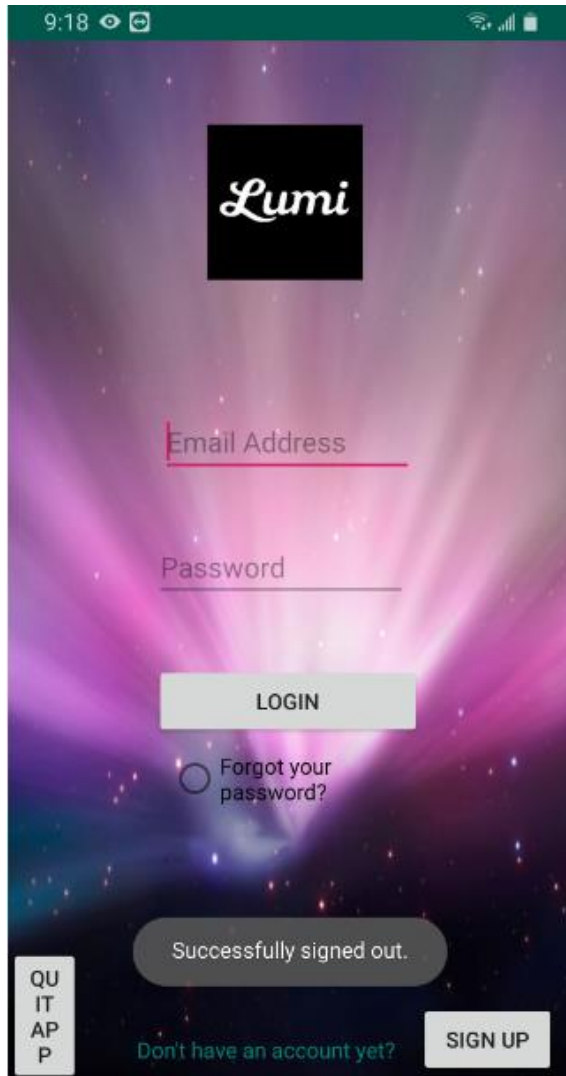 9:18
Lumi
Email Address
Password
LOGIN
Forgot your
password?
Successfully signed out.
QU
IT
AP
P
Don't have an account yet?
SIGN UP